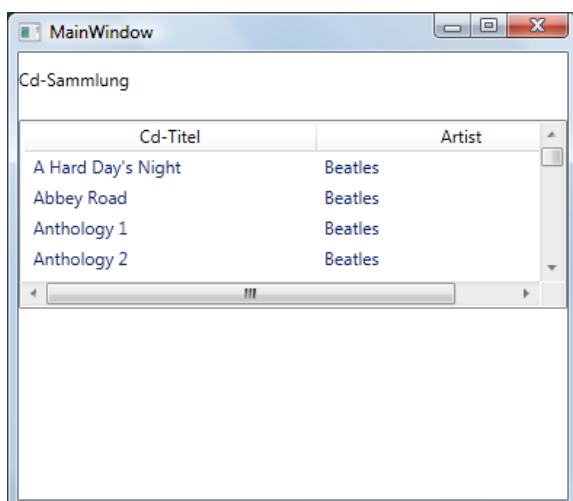 MainWindow
Cd-Sammlung
Cd-Titel Artist
A Hard Day's Night Beatles
Abbey Road Beatles
Anthology 1 Beatles
Anthology 2 Beatles